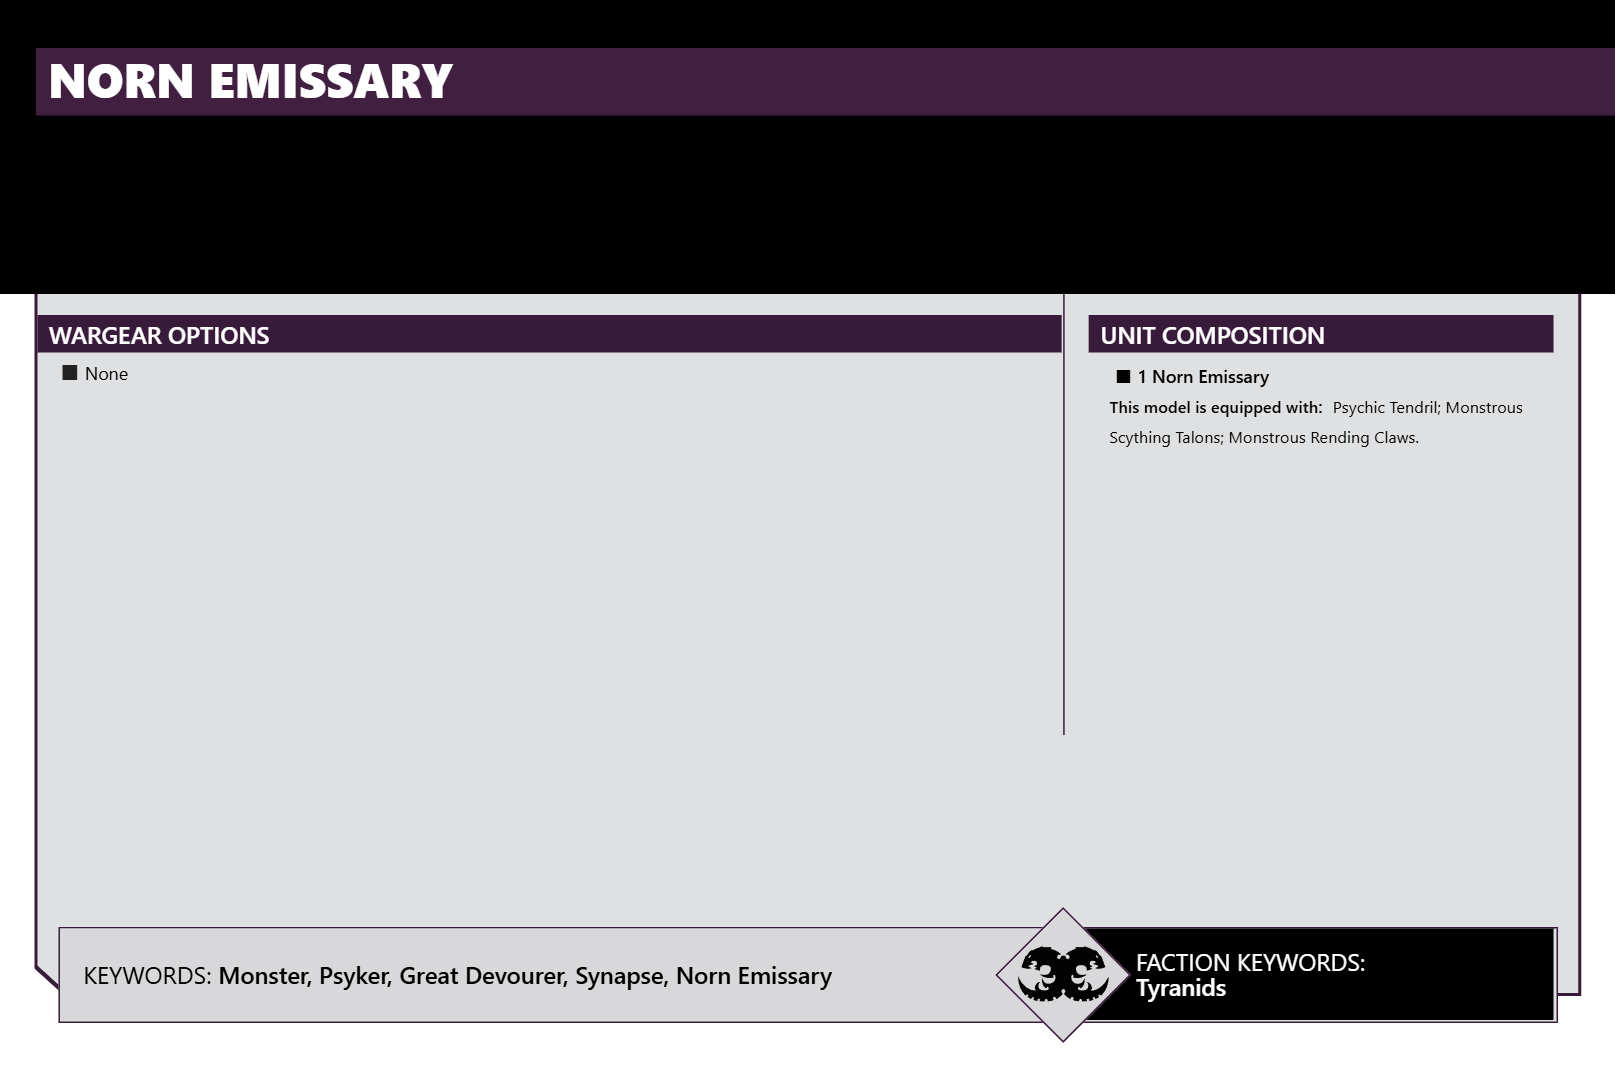 NORN EMISSARY
WARGEAR OPTIONS
■ None
UNIT COMPOSITION
■ 1 Norn Emissary
This model is equipped with: Psychic Tendril; Monstrous
Scything Talons; Monstrous Rending Claws.
KEYWORDS: Monster, Psyker, Great Devourer, Synapse, Norn Emissary
FACTION KEYWORDS:
Tyranids